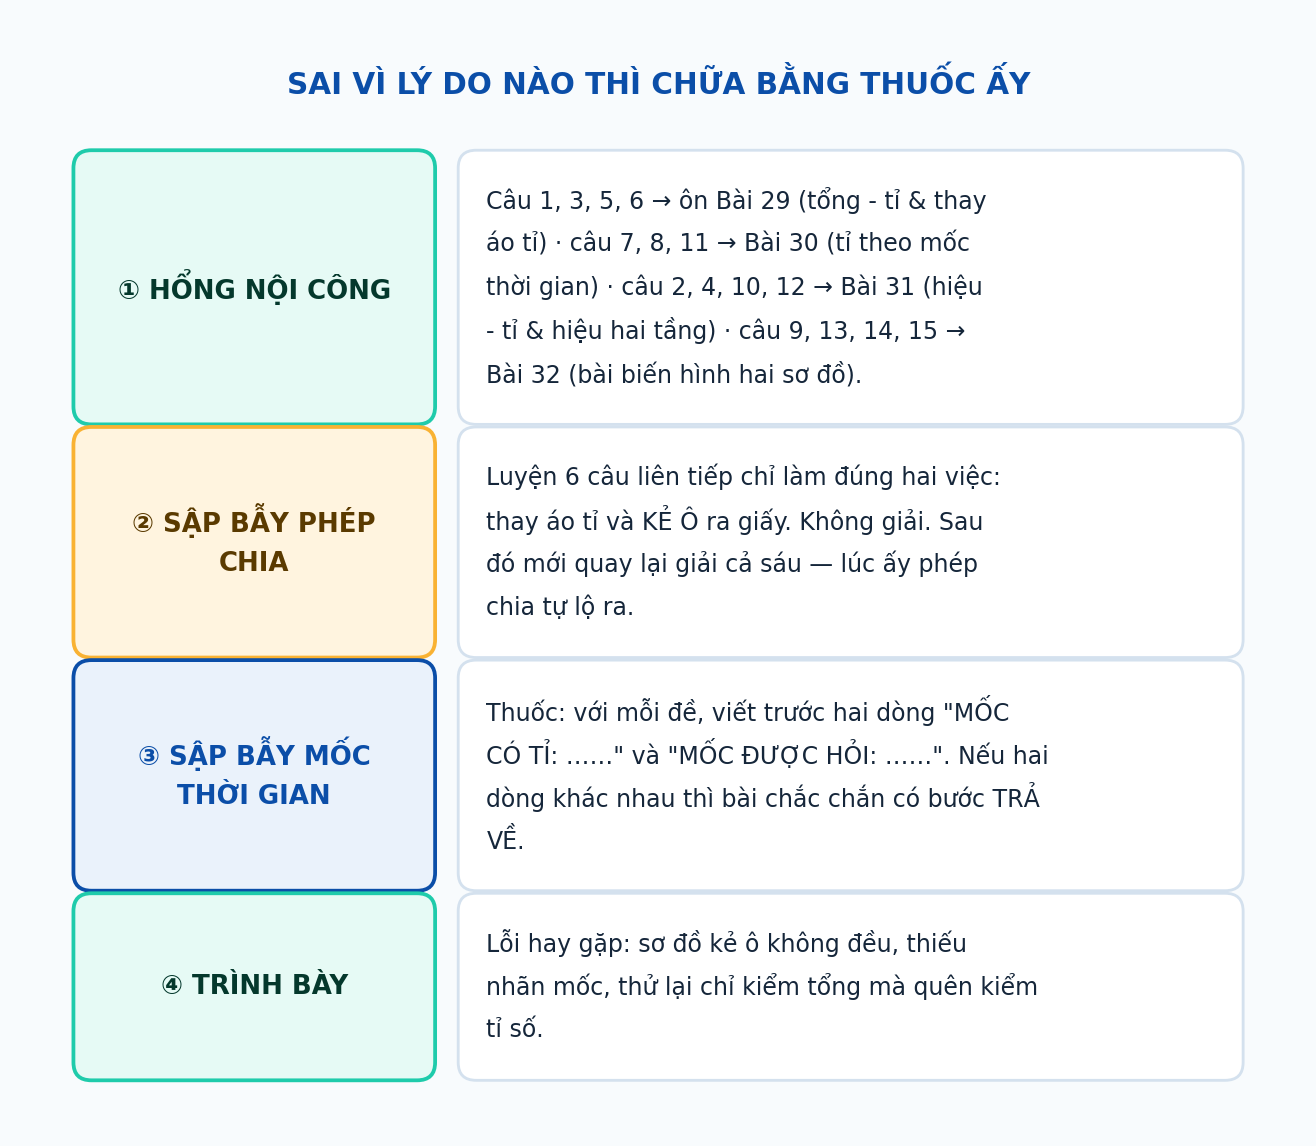 SAI VÌ LÝ DO NÀO THÌ CHỮA BẰNG THUỐC ẤY
① HỔNG NỘI CÔNG
Câu 1, 3, 5, 6 → ôn Bài 29 (tổng - tỉ & thay
áo tỉ) · câu 7, 8, 11 → Bài 30 (tỉ theo mốc
thời gian) · câu 2, 4, 10, 12 → Bài 31 (hiệu
- tỉ & hiệu hai tầng) · câu 9, 13, 14, 15 →
Bài 32 (bài biến hình hai sơ đồ).
② SẬP BẪY PHÉP
CHIA
Luyện 6 câu liên tiếp chỉ làm đúng hai việc:
thay áo tỉ và KẺ Ô ra giấy. Không giải. Sau
đó mới quay lại giải cả sáu — lúc ấy phép
chia tự lộ ra.
③ SẬP BẪY MỐC
THỜI GIAN
Thuốc: với mỗi đề, viết trước hai dòng "MỐC
CÓ TỈ: ......" và "MỐC ĐƯỢC HỎI: ......". Nếu hai
dòng khác nhau thì bài chắc chắn có bước TRẢ
VỀ.
④ TRÌNH BÀY
Lỗi hay gặp: sơ đồ kẻ ô không đều, thiếu
nhãn mốc, thử lại chỉ kiểm tổng mà quên kiểm
tỉ số.